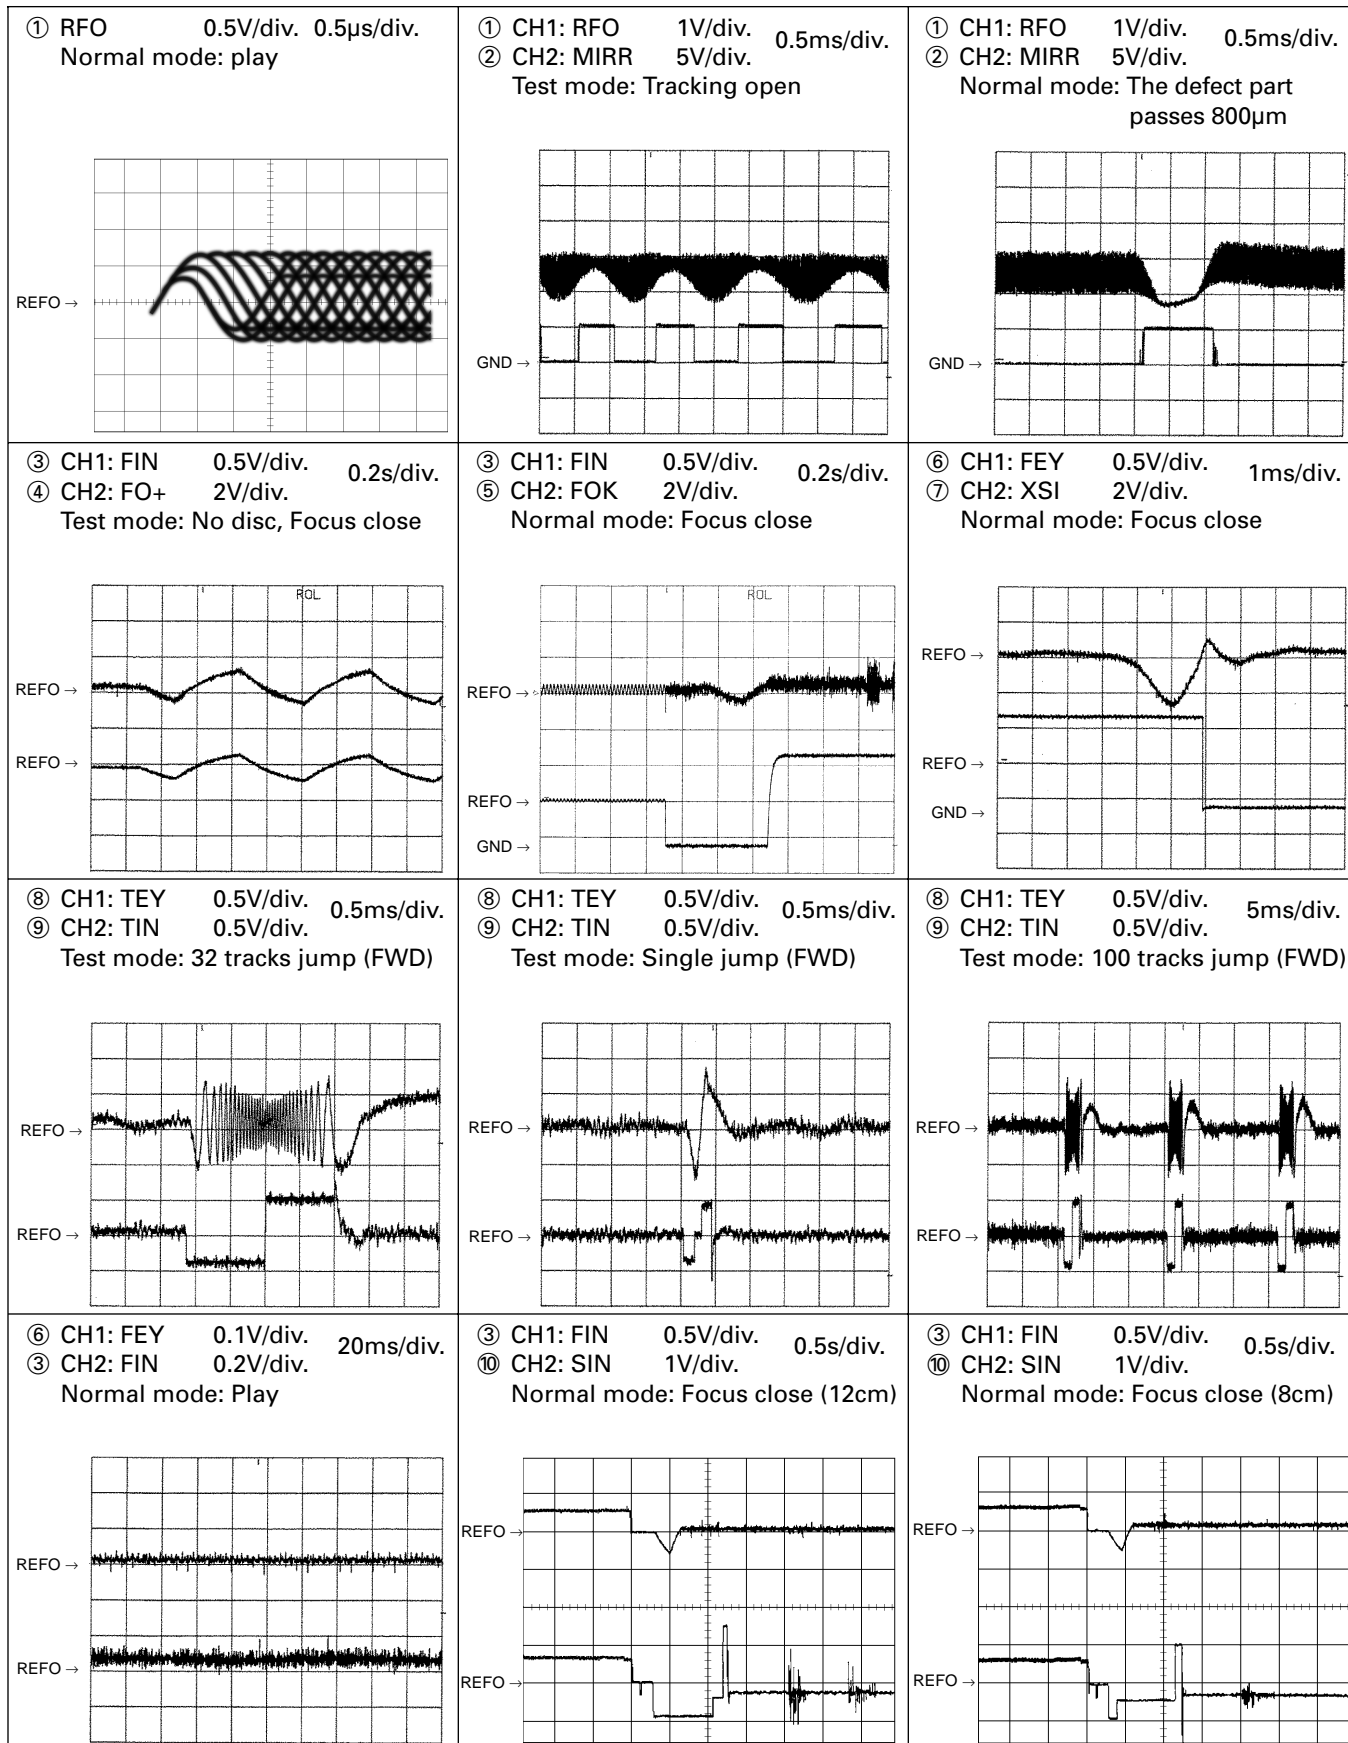 ① RFO 0.5V/div. 0.5µs/div.
Normal mode: play
REFO →
① CH1: RFO 1V/div. 0.5ms/div.
② CH2: MIRR 5V/div.
Test mode: Tracking open
GND →
① CH1: RFO 1V/div. 0.5ms/div.
② CH2: MIRR 5V/div.
Normal mode: The defect part
passes 800µm
GND →
③ CH1: FIN 0.5V/div. 0.2s/div.
④ CH2: FO+ 2V/div.
Test mode: No disc, Focus close
ROL
REFO →
REFO →
③ CH1: FIN 0.5V/div. 0.2s/div.
⑤ CH2: FOK 2V/div.
Normal mode: Focus close
ROL
REFO →
REFO →
GND →
⑥ CH1: FEY 0.5V/div. 1ms/div.
⑦ CH2: XSI 2V/div.
Normal mode: Focus close
REFO →
REFO →
GND →
⑧ CH1: TEY 0.5V/div. 0.5ms/div.
⑨ CH2: TIN 0.5V/div.
Test mode: 32 tracks jump (FWD)
REFO →
REFO →
⑧ CH1: TEY 0.5V/div. 0.5ms/div.
⑨ CH2: TIN 0.5V/div.
Test mode: Single jump (FWD)
REFO →
REFO →
⑧ CH1: TEY 0.5V/div. 5ms/div.
⑨ CH2: TIN 0.5V/div.
Test mode: 100 tracks jump (FWD)
REFO →
REFO →
⑥ CH1: FEY 0.1V/div. 20ms/div.
③ CH2: FIN 0.2V/div.
Normal mode: Play
REFO →
REFO →
③ CH1: FIN 0.5V/div. 0.5s/div.
⑩ CH2: SIN 1V/div.
Normal mode: Focus close (12cm)
REFO →
REFO →
③ CH1: FIN 0.5V/div. 0.5s/div.
⑩ CH2: SIN 1V/div.
Normal mode: Focus close (8cm)
REFO →
REFO →